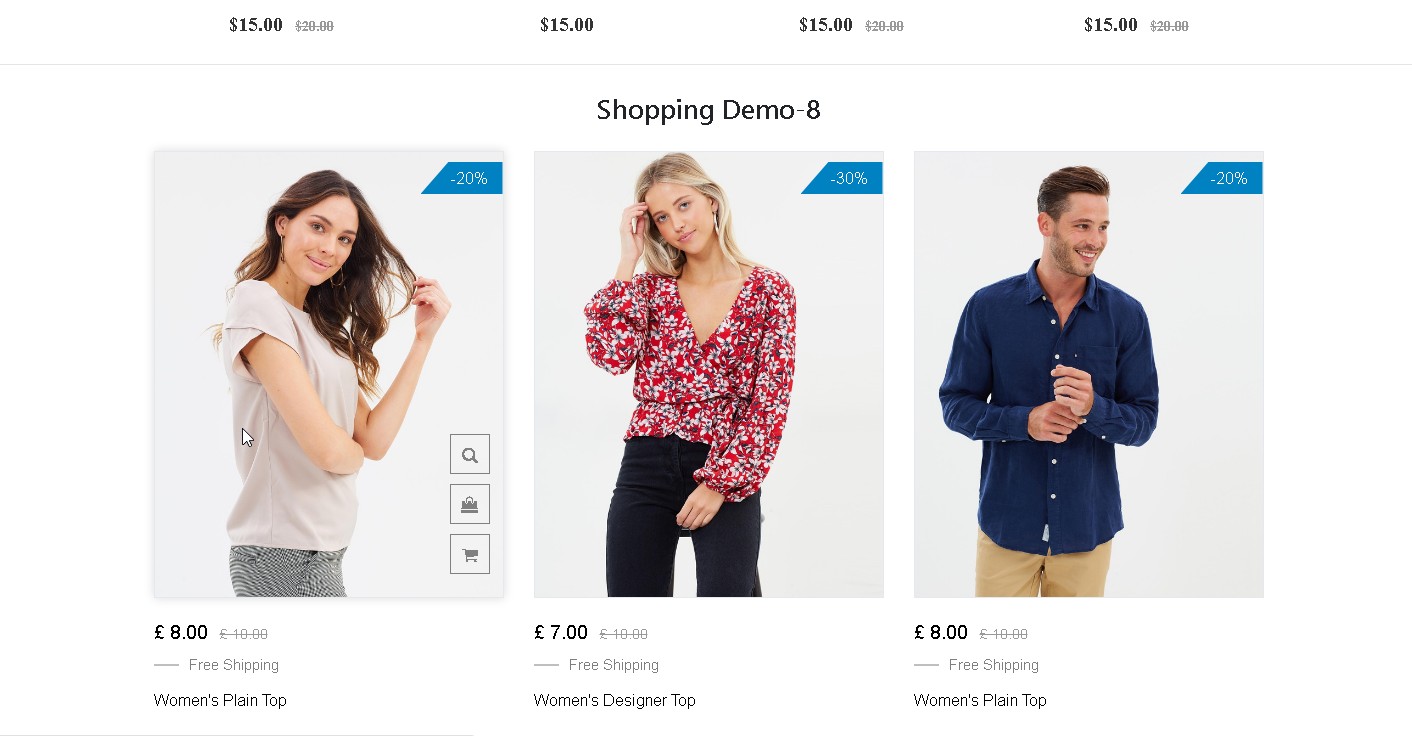 $15.00 $20.00 $15.00 $15.00 $20.00 $15.00 $20.00
Shopping Demo-8
-20% -30% -20%
£ 8.00 £ 10.00 £ 7.00 £ 10.00 £ 8.00 £ 10.00
Free Shipping Free Shipping Free Shipping
Women's Plain Top Women's Designer Top Women's Plain Top